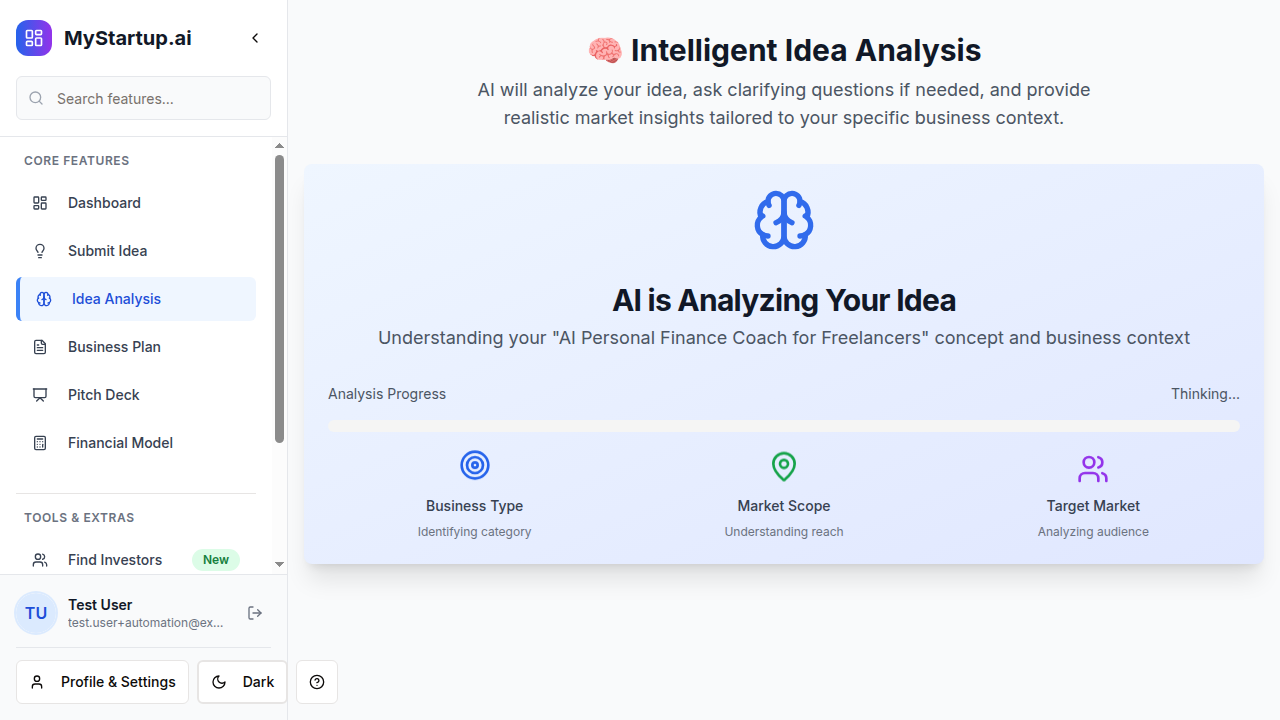 MyStartup.ai
Search features...
CORE FEATURES
Dashboard
Submit Idea
Idea Analysis
Business Plan
Pitch Deck
Financial Model
TOOLS & EXTRAS
Find Investors New
TU
Test User
test.user+automation@ex...
Profile & Settings
Dark
🧠 Intelligent Idea Analysis
AI will analyze your idea, ask clarifying questions if needed, and provide
realistic market insights tailored to your specific business context.
AI is Analyzing Your Idea
Understanding your "AI Personal Finance Coach for Freelancers" concept and business context
Analysis Progress Thinking...
Business Type
Identifying category
Market Scope
Understanding reach
Target Market
Analyzing audience